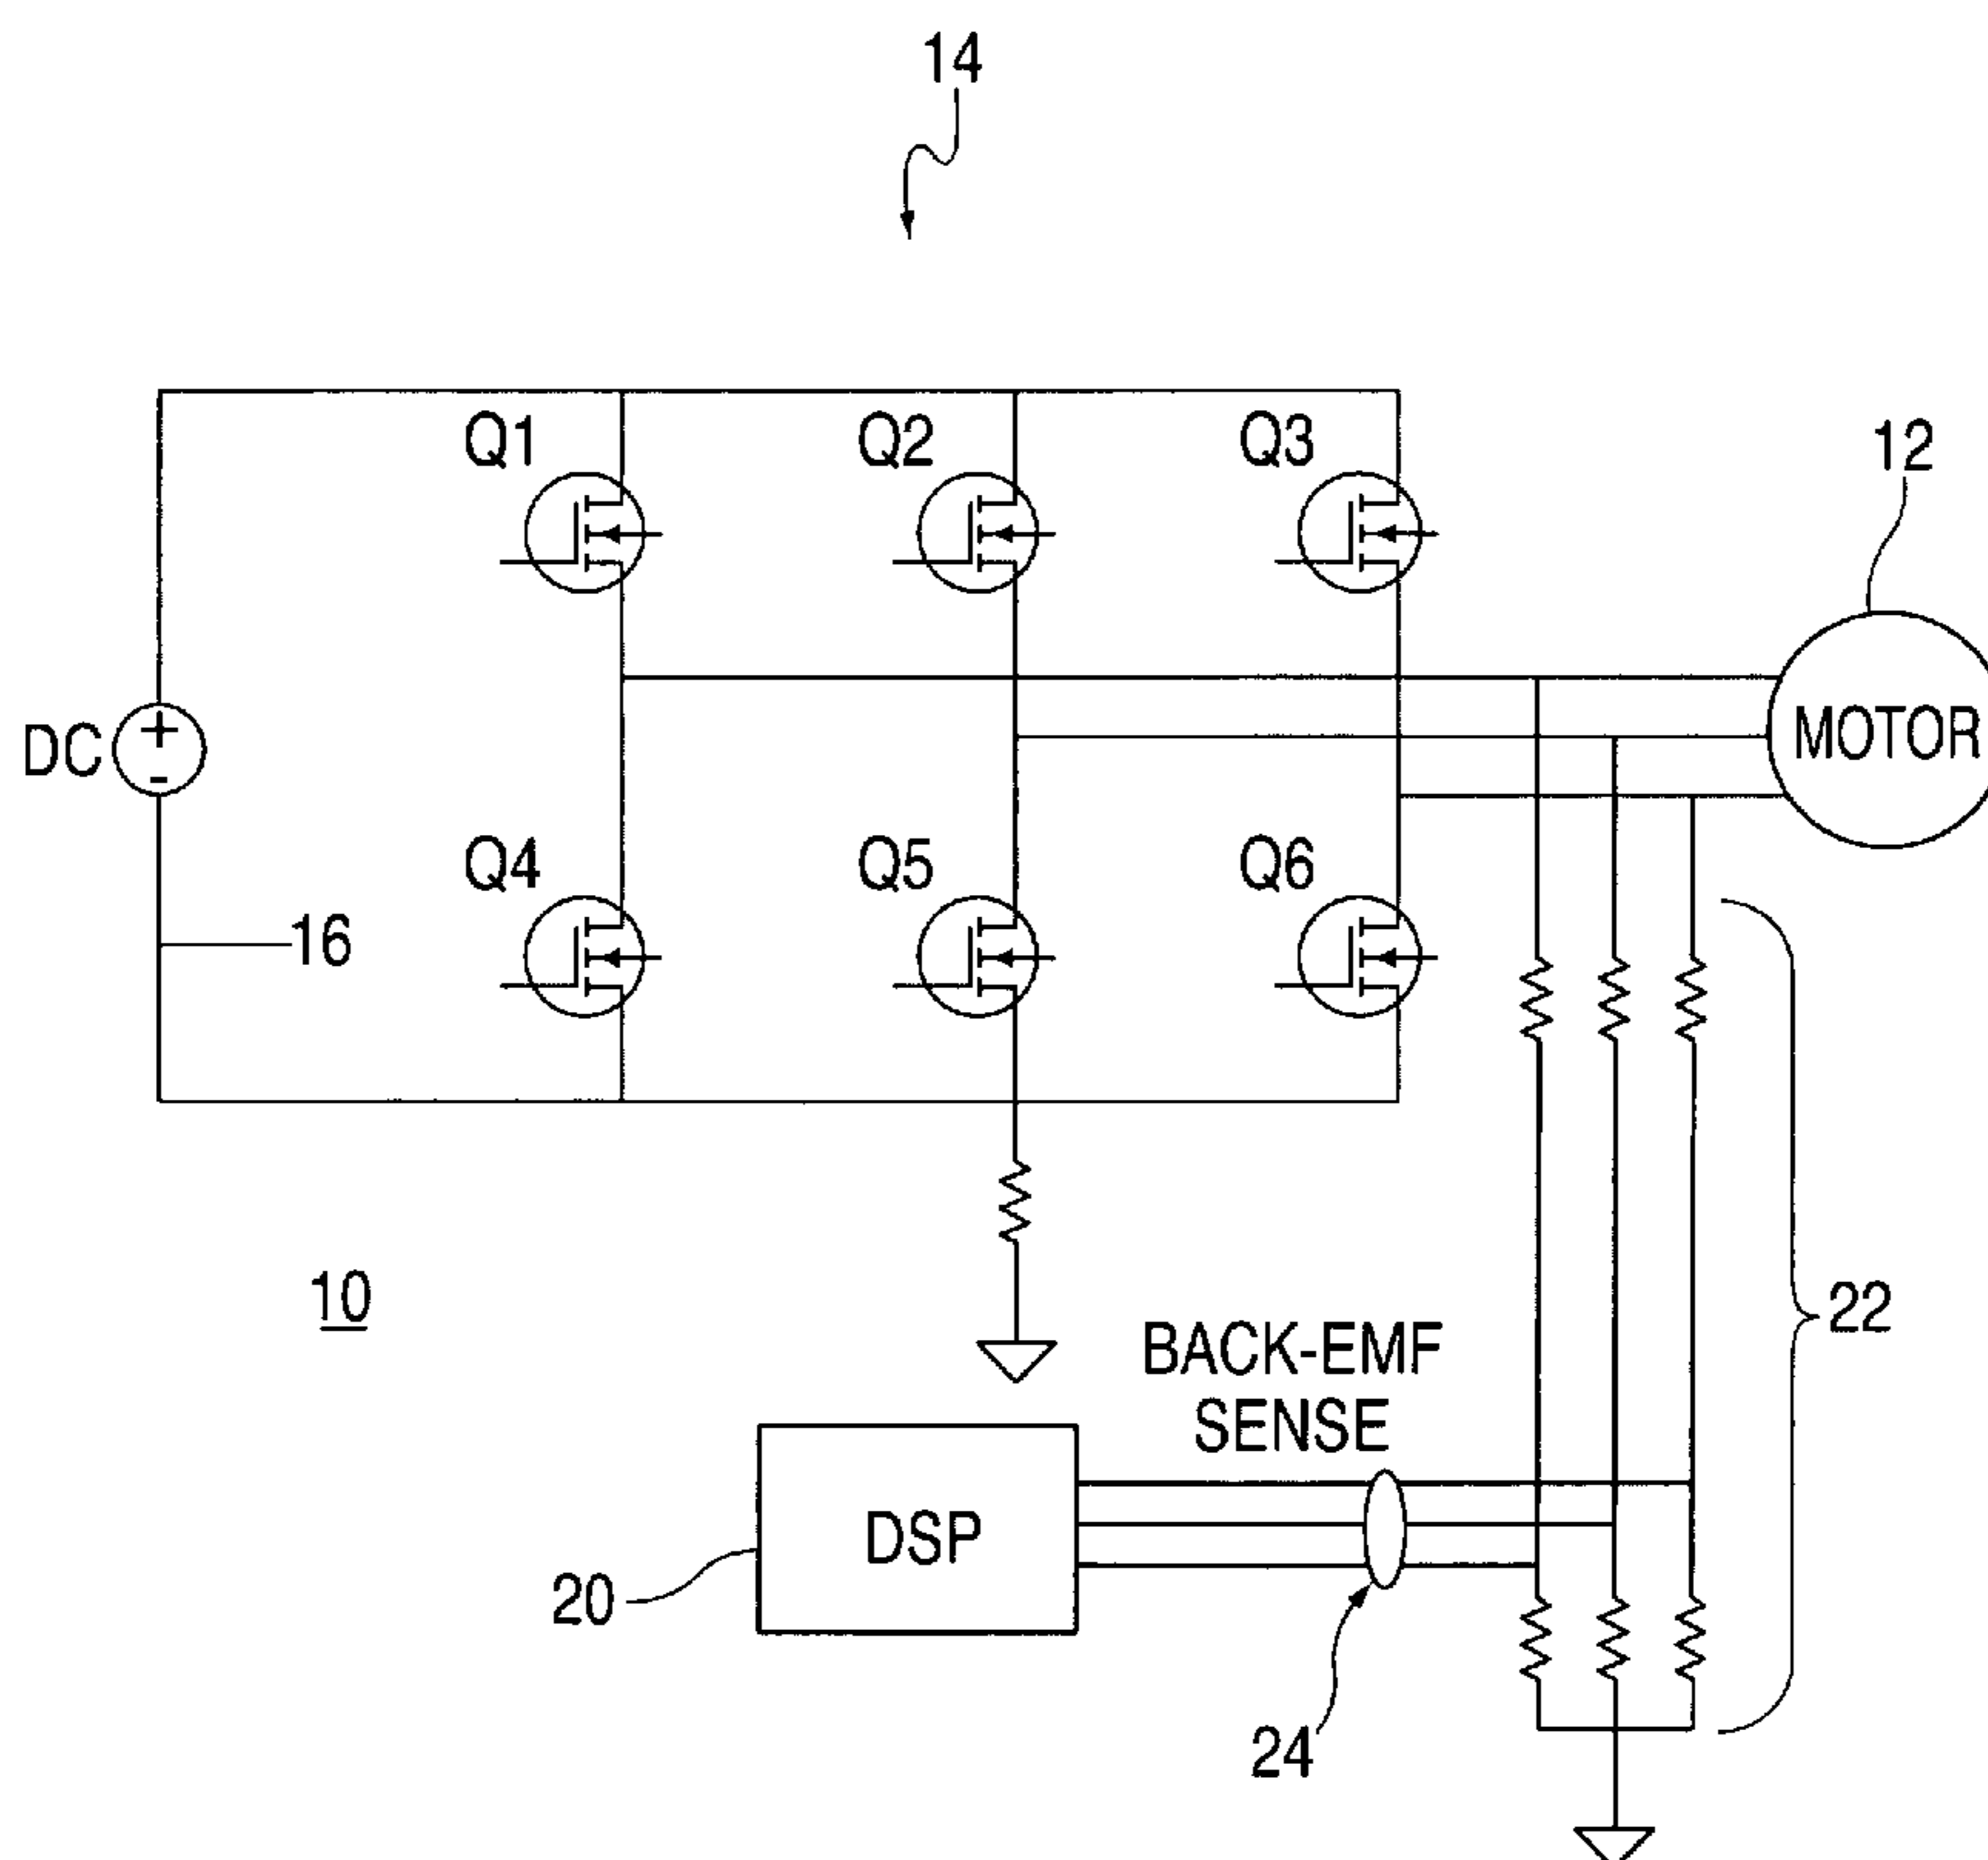 14
Q1
Q2
Q3
12
DC
+
-
MOTOR
Q4
Q5
Q6
16
10
22
BACK-EMF
SENSE
DSP
20
24